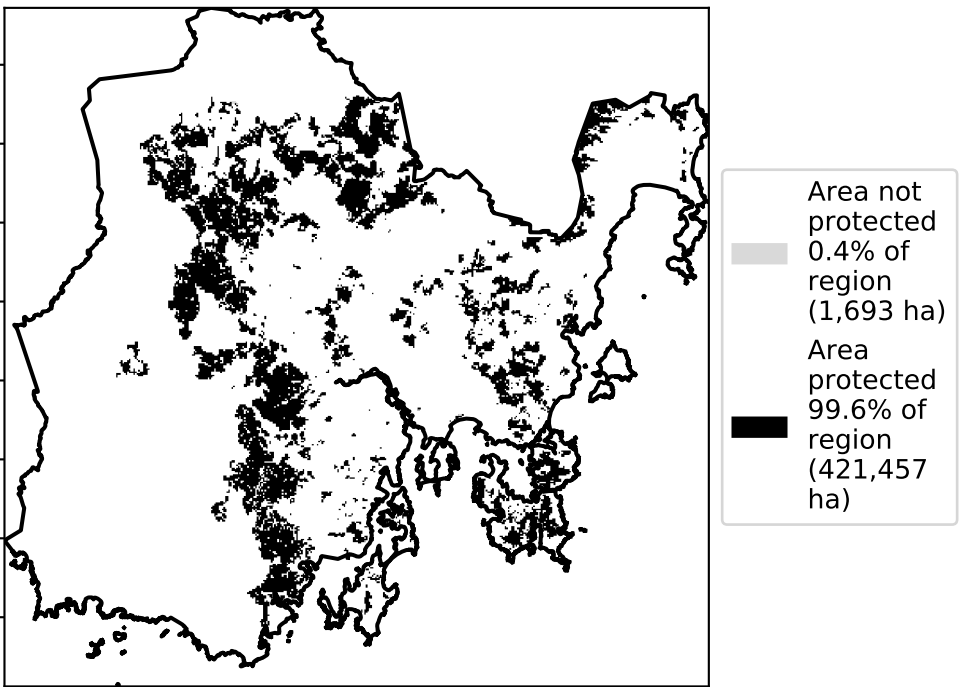 Area not
protected
0.4% of
region
(1,693 ha)
Area
protected
99.6% of
region
(421,457
ha)